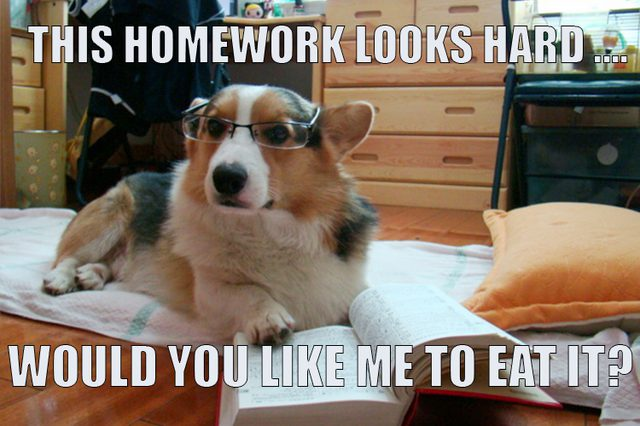 THIS HOMEWORK LOOKS HARD ....
WOULD YOU LIKE ME TO EAT IT?